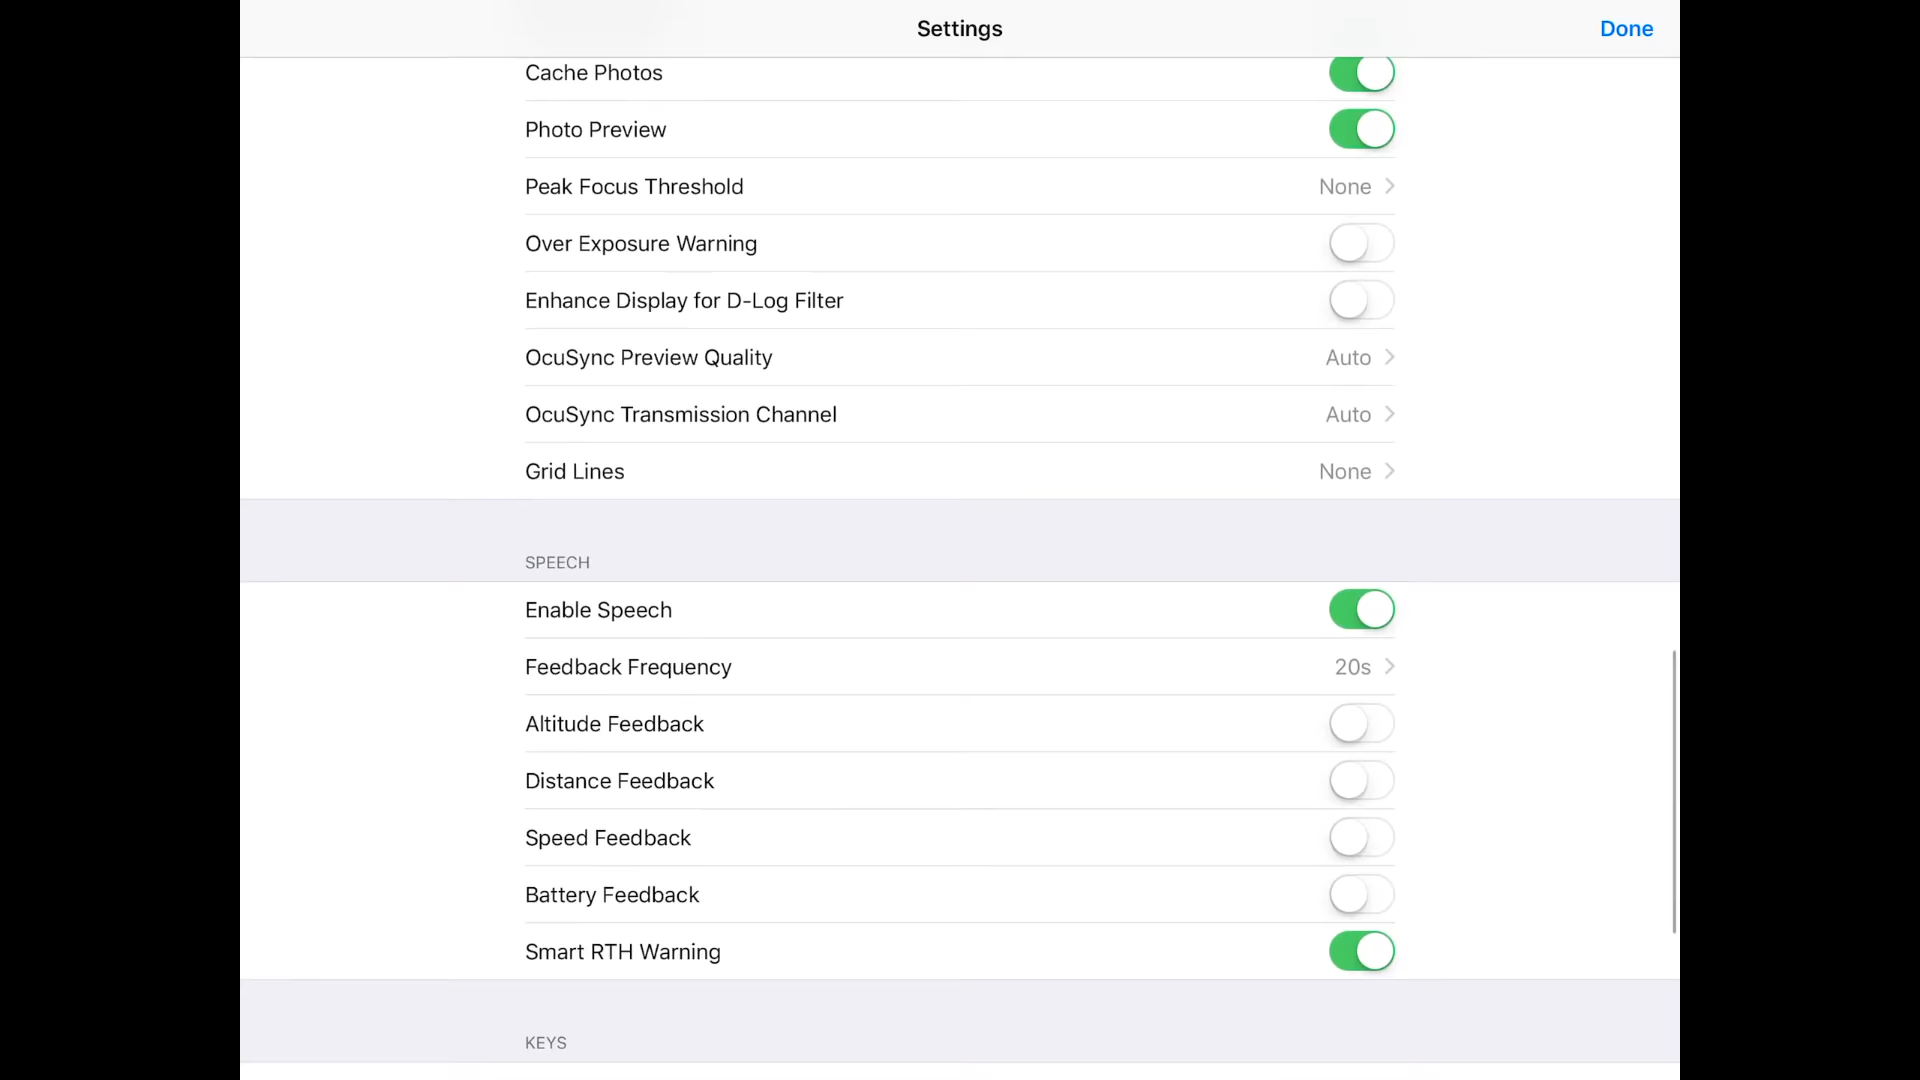 Settings
Done
Cache Photos
Photo Preview
Peak Focus Threshold None
Over Exposure Warning
Enhance Display for D-Log Filter
OcuSync Preview Quality Auto
OcuSync Transmission Channel Auto
Grid Lines None
SPEECH
Enable Speech
Feedback Frequency 20s
Altitude Feedback
Distance Feedback
Speed Feedback
Battery Feedback
Smart RTH Warning
KEYS